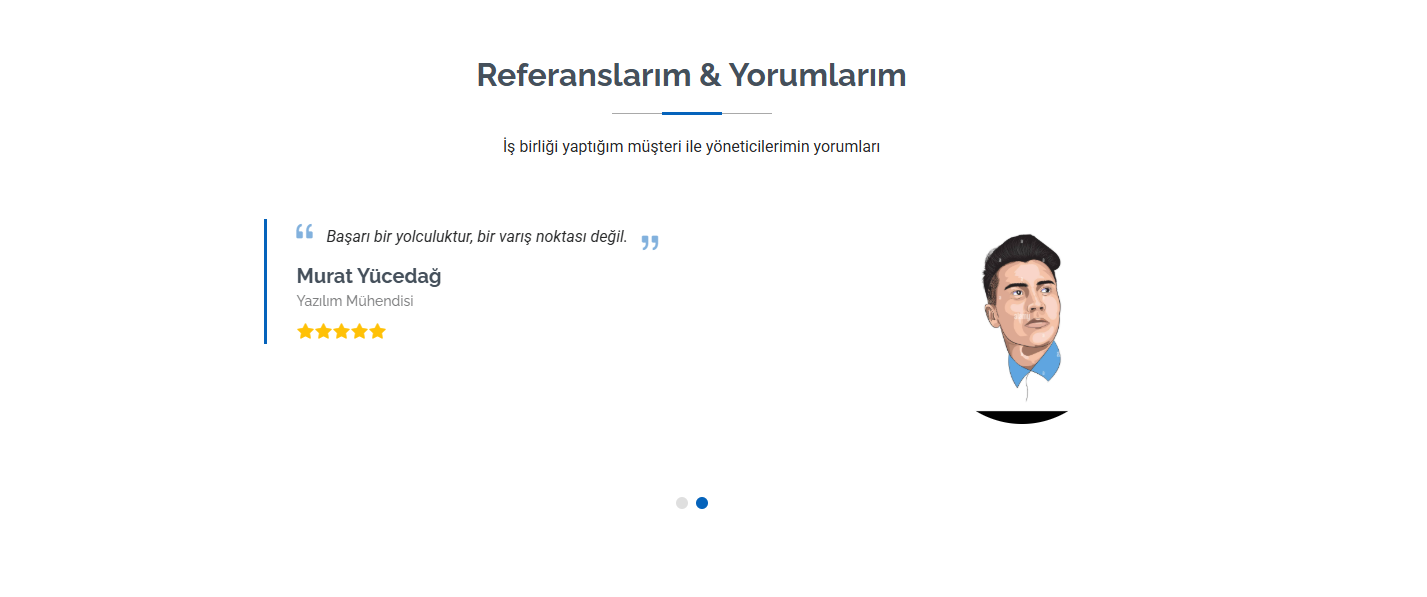 Referanslarım & Yorumlarım
İş birliği yaptığım müşteri ile yöneticilerimin yorumları
“ Başarı bir yolculuktur, bir varış noktası değil. ”
Murat Yücedağ
Yazılım Mühendisi